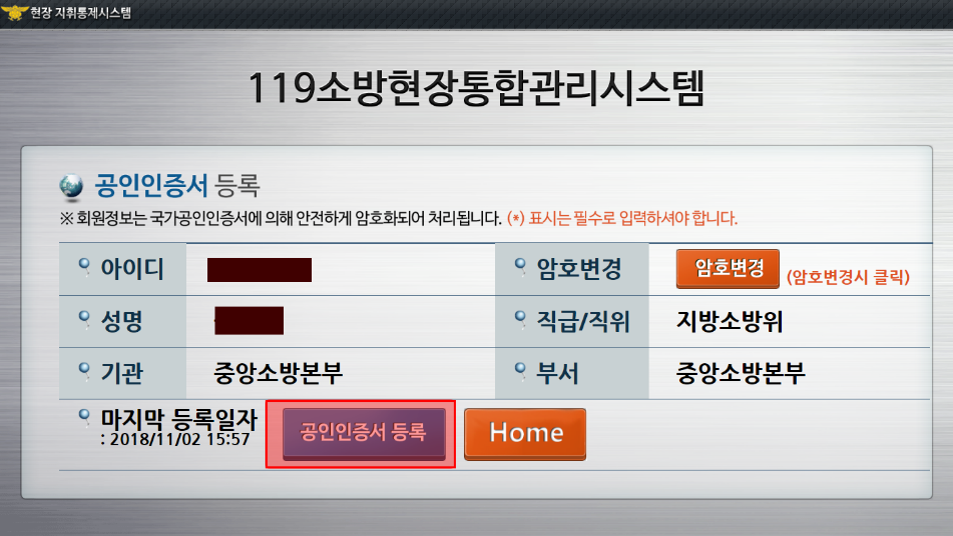 현장 지휘통제시스템
119소방현장통합관리시스템
공인인증서 등록
※ 회원정보는 국가공인인증서에 의해 안전하게 암호화되어 처리됩니다. (*) 표시는 필수로 입력하셔야 합니다.
아이디
암호변경 암호변경 (암호변경시 클릭)
성명
직급/직위 지방소방위
기관 중앙소방본부
부서 중앙소방본부
마지막 등록일자
: 2018/11/02 15:57
공인인증서 등록 Home